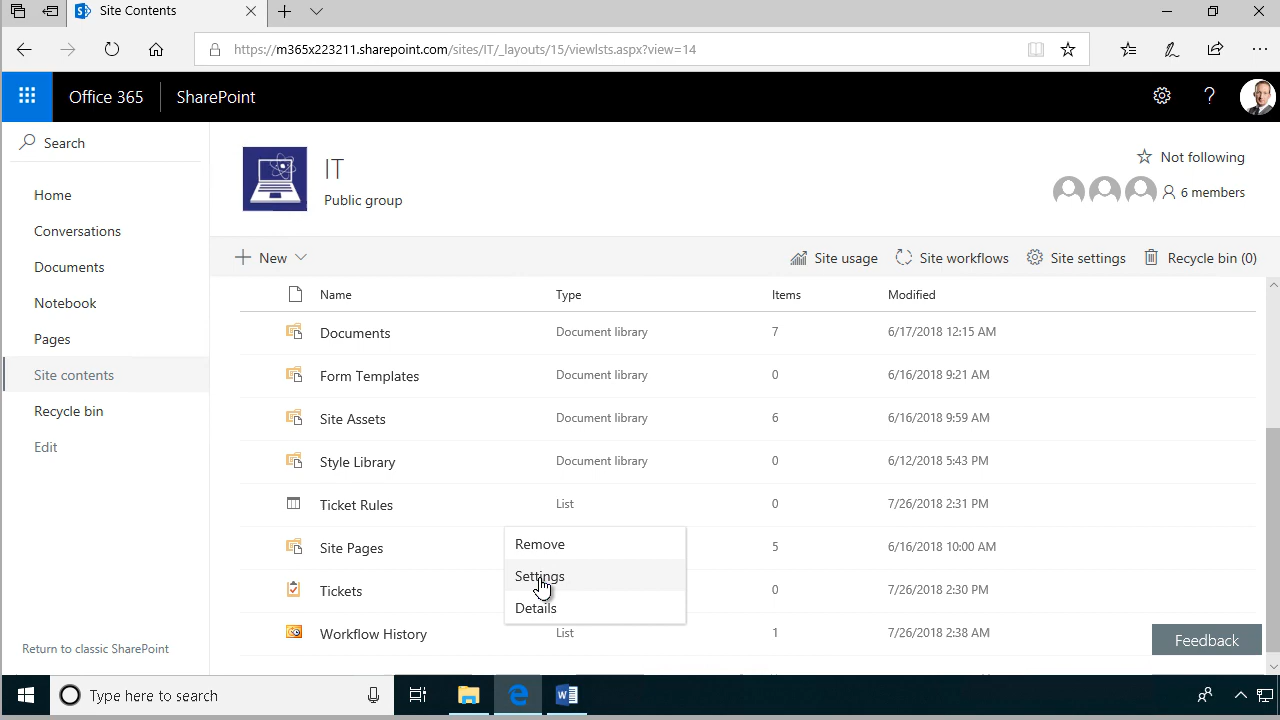 Site Contents
https://m365x223211.sharepoint.com/sites/IT/_layouts/15/viewlsts.aspx?view=14
Office 365 SharePoint ?
Search
IT
Public group
Not following
6 members
Home
Conversations
Documents
Notebook
Pages
Site contents
Recycle bin
Edit
Return to classic SharePoint
New Site usage Site workflows Site settings Recycle bin (0)
Name Type Items Modified
Documents Document library 7 6/17/2018 12:15 AM
Form Templates Document library 0 6/16/2018 9:21 AM
Site Assets Document library 6 6/16/2018 9:59 AM
Style Library Document library 0 6/12/2018 5:43 PM
Ticket Rules List 0 7/26/2018 2:31 PM
Site Pages 5 6/16/2018 10:00 AM
Tickets 0 7/26/2018 2:30 PM
Workflow History List 1 7/26/2018 2:38 AM
Remove
Settings
Details
Feedback
Type here to search